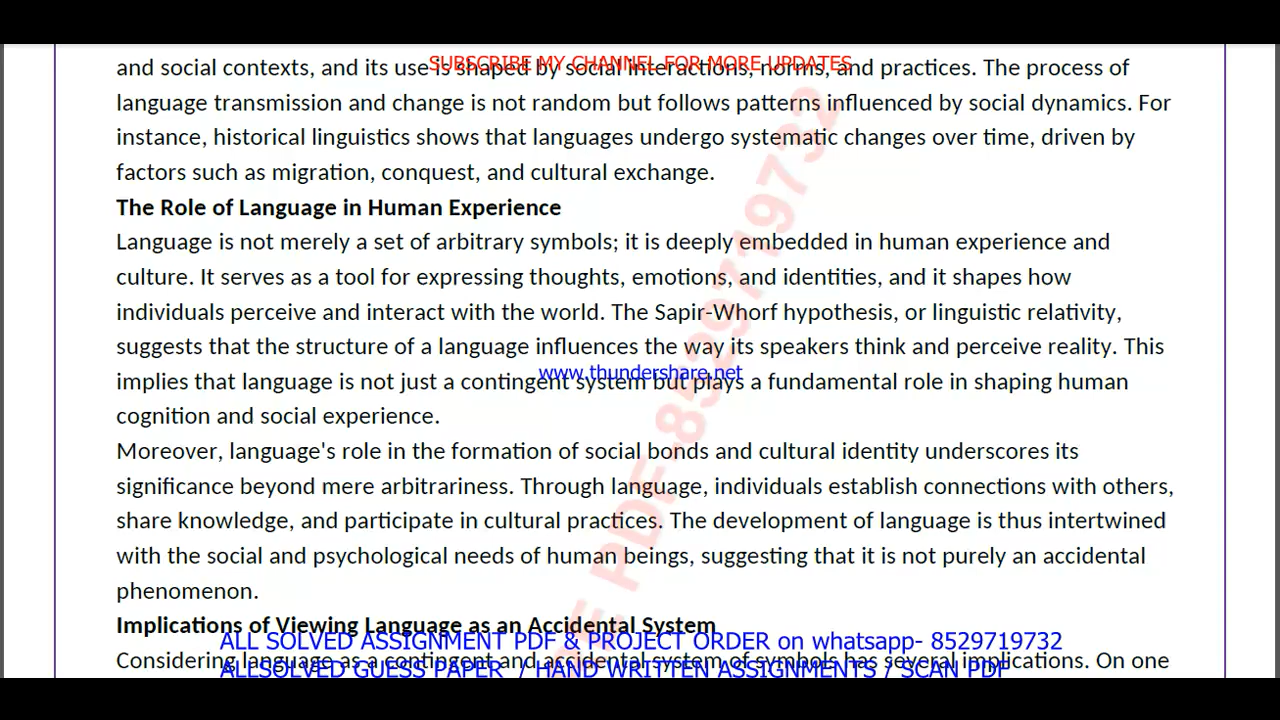 SUBSCRIBE MY CHANNEL FOR MORE UPDATES
and social contexts, and its use is shaped by social interactions, norms, and practices. The process of
language transmission and change is not random but follows patterns influenced by social dynamics. For
instance, historical linguistics shows that languages undergo systematic changes over time, driven by
factors such as migration, conquest, and cultural exchange.
The Role of Language in Human Experience
Language is not merely a set of arbitrary symbols; it is deeply embedded in human experience and
culture. It serves as a tool for expressing thoughts, emotions, and identities, and it shapes how
individuals perceive and interact with the world. The Sapir-Whorf hypothesis, or linguistic relativity,
suggests that the structure of a language influences the way its speakers think and perceive reality. This
www.thundershare.net
implies that language is not just a contingent system but plays a fundamental role in shaping human
cognition and social experience.
Moreover, language's role in the formation of social bonds and cultural identity underscores its
significance beyond mere arbitrariness. Through language, individuals establish connections with others,
share knowledge, and participate in cultural practices. The development of language is thus intertwined
with the social and psychological needs of human beings, suggesting that it is not purely an accidental
phenomenon.
Implications of Viewing Language as an Accidental System
ALL SOLVED ASSIGNMENT PDF & PROJECT ORDER on whatsapp- 8529719732
Considering language as a contingent and accidental system of symbols has several implications. On one
ALLSOLVED GUESS PAPER / HAND WRITTEN ASSIGNMENTS / SCAN PDF
PDF-8529719732